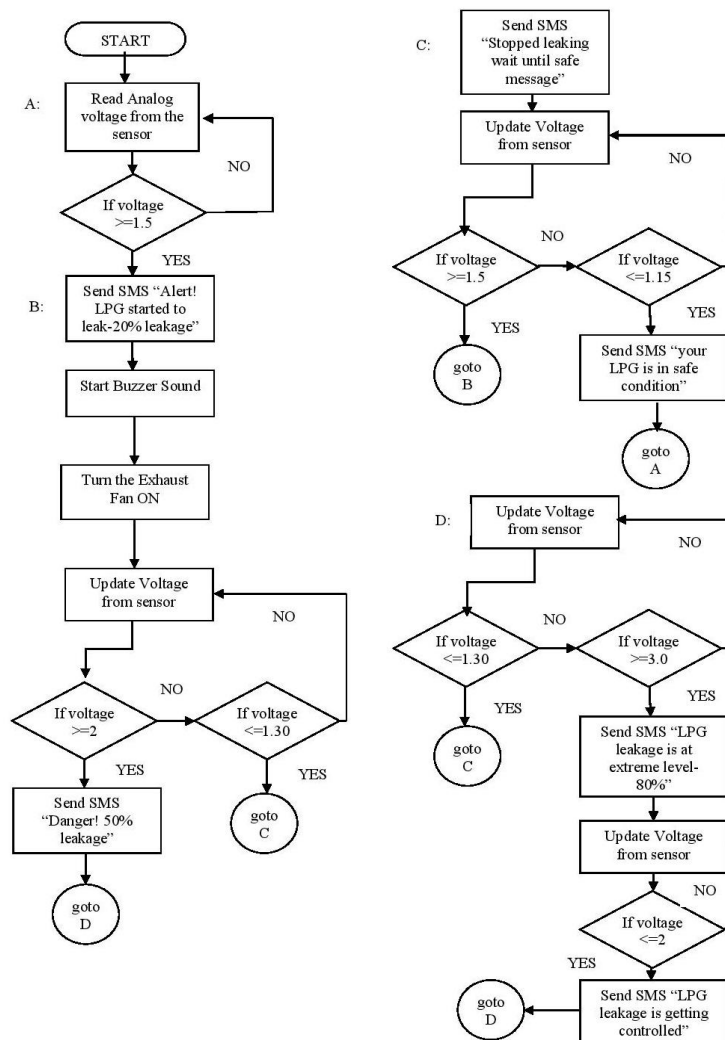 START
A:
Read Analog
voltage from the
sensor
NO
If voltage
>=1.5
YES
B:
Send SMS “Alert!
LPG started to
leak-20% leakage”
Start Buzzer Sound
Turn the Exhaust
Fan ON
Update Voltage
from sensor
NO
If voltage
>=2
NO
If voltage
<=1.30
YES
YES
Send SMS
“Danger! 50%
leakage”
goto
C
goto
D
C:
Send SMS
“Stopped leaking
wait until safe
message”
Update Voltage
from sensor
NO
If voltage
>=1.5
NO
If voltage
<=1.15
YES
YES
goto
B
Send SMS “your
LPG is in safe
condition”
goto
A
D:
Update Voltage
from sensor
NO
If voltage
<=1.30
NO
If voltage
>=3.0
YES
YES
goto
C
Send SMS “LPG
leakage is at
extreme level-
80%”
Update Voltage
from sensor
NO
If voltage
<=2
YES
goto
D
Send SMS “LPG
leakage is getting
controlled”